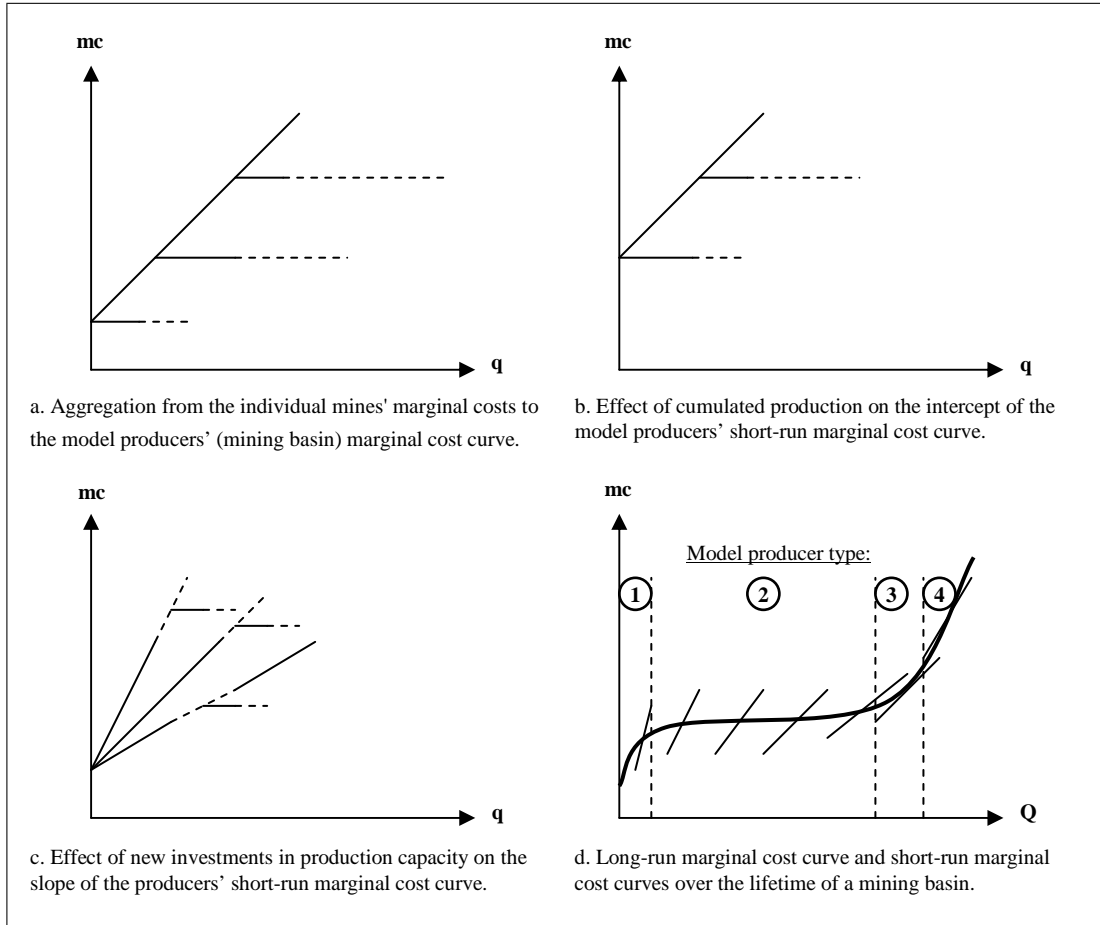 mc
q
a. Aggregation from the individual mines' marginal costs to
the model producers' (mining basin) marginal cost curve.
mc
q
b. Effect of cumulated production on the intercept of the
model producers' short-run marginal cost curve.
mc
q
c. Effect of new investments in production capacity on the
slope of the producers' short-run marginal cost curve.
mc
Model producer type:
1 2 3 4
Q
d. Long-run marginal cost curve and short-run marginal
cost curves over the lifetime of a mining basin.